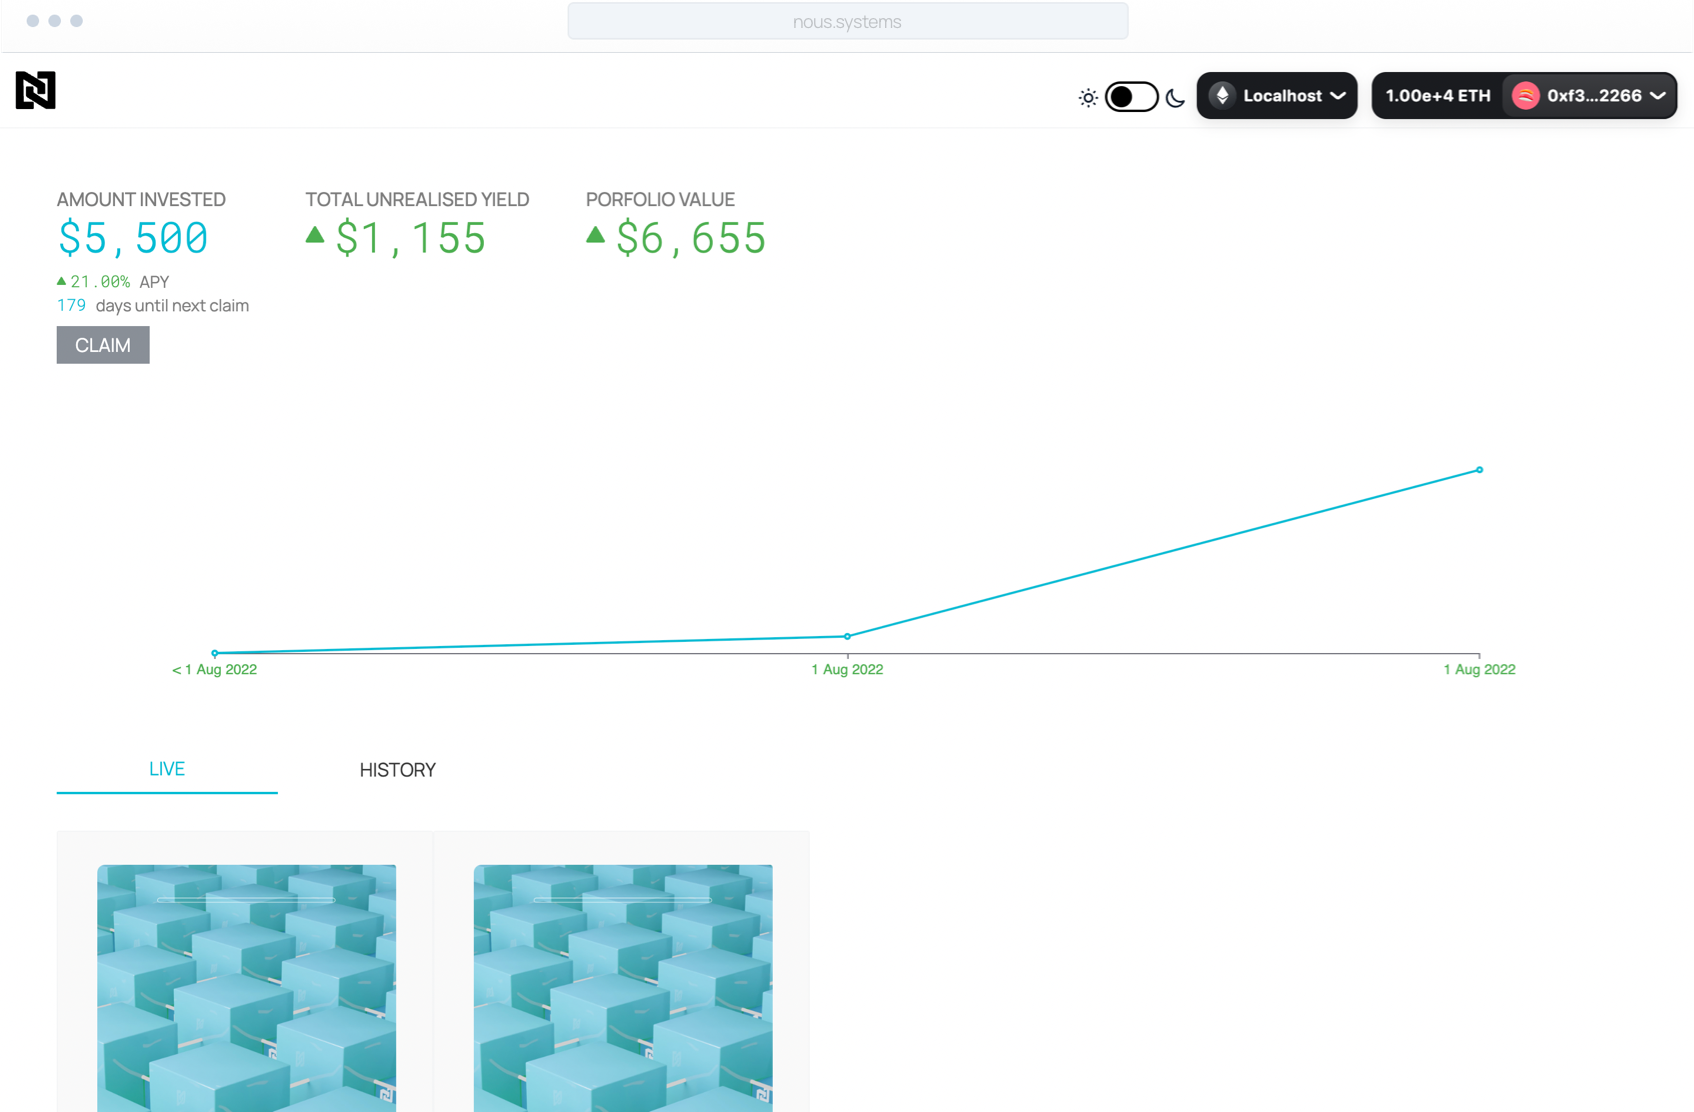 nous.systems
Localhost
1.00e+4 ETH
0xf3...2266
AMOUNT INVESTED
$5,500
21.00% APY
179 days until next claim
CLAIM
TOTAL UNREALISED YIELD
$1,155
PORFOLIO VALUE
$6,655
< 1 Aug 2022
1 Aug 2022
1 Aug 2022
LIVE
HISTORY